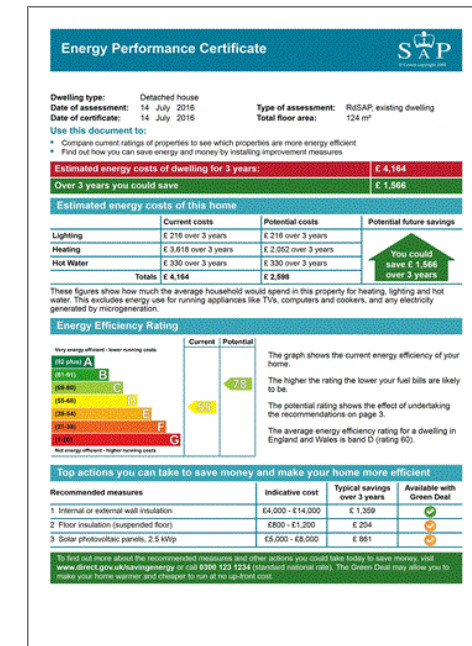 Energy Performance Certificate
SAP
Dwelling type: Detached house
Date of assessment: 14 July 2016 Type of assessment: RdSAP, existing dwelling
Date of certificate: 14 July 2016 Total floor area: 124 m²
Use this document to:
• Compare current ratings of properties to see which properties are more energy efficient
• Find out how you can save energy and money by installing improvement measures
Estimated energy costs of dwelling for 3 years: £ 4,164
Over 3 years you could save £ 1,566
Estimated energy costs of this home
Current costs Potential costs Potential future savings
Lighting £ 216 over 3 years £ 216 over 3 years
Heating £ 3,618 over 3 years £ 2,052 over 3 years
Hot Water £ 330 over 3 years £ 330 over 3 years
Totals £ 4,164 £ 2,598
You could
save £ 1,566
over 3 years
These figures show how much the average household would spend in this property for heating, lighting and hot
water. This excludes energy use for running appliances like TVs, computers and cookers, and any electricity
generated by microgeneration.
Energy Efficiency Rating
Current Potential
Very energy efficient - lower running costs
(92 plus) A
(81-91) B
(69-80) C
(55-68) D
(39-54) E
(21-38) F
(1-20) G
Not energy efficient - higher running costs
55
78
The graph shows the current energy efficiency of your
home.
The higher the rating the lower your fuel bills are likely
to be.
The potential rating shows the effect of undertaking
the recommendations on page 3.
The average energy efficiency rating for a dwelling in
England and Wales is band D (rating 60).
Top actions you can take to save money and make your home more efficient
Recommended measures Indicative cost Typical savings over 3 years Available with Green Deal
1 Internal or external wall insulation £4,000 - £14,000 £ 1,359
2 Floor insulation (suspended floor) £800 - £1,200 £ 204
3 Solar photovoltaic panels, 2.5 kWp £5,000 - £8,000 £ 861
To find out more about the recommended measures and other actions you could take today to save money, visit
www.direct.gov.uk/savingenergy or call 0300 123 1234 (standard national rate). The Green Deal may allow you to
make your home warmer and cheaper to run at no up-front cost.